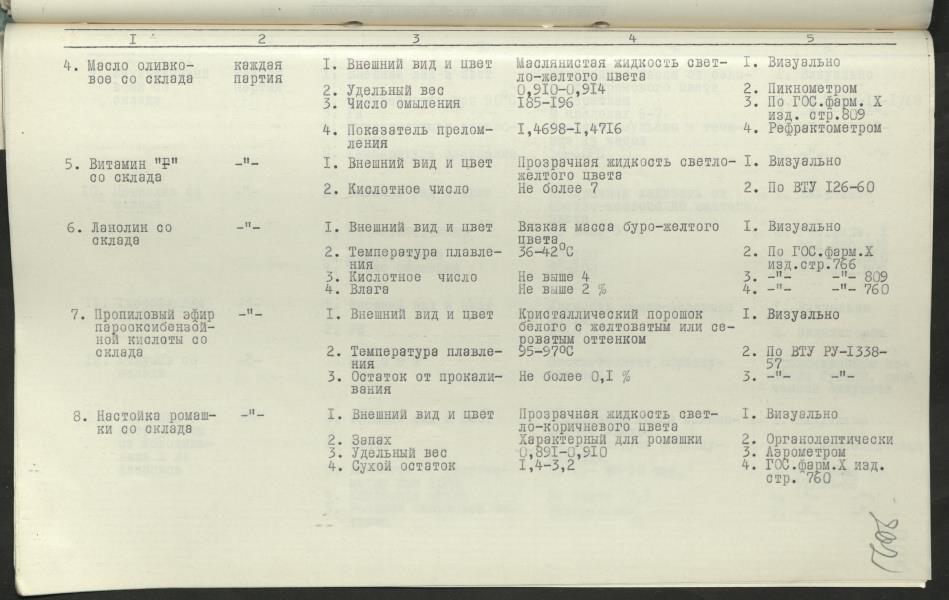 I 2 3 4 5
4. Масло оливко- каждая I. Внешний вид и цвет Маслянистая жидкость свет- I. Визуально
вое со склада партия ло-желтого цвета
2. Удельный вес 0,910-0,914 2. Пикнометром
3. Число омыления I85-I96 3. По ГОС.фарм. X
изд. стр.809
4. Показатель прелом- I,4698-I,47I6 4. Рефрактометром
ления
5. Витамин "F" -"- I. Внешний вид и цвет Прозрачная жидкость светло- I. Визуально
со склада желтого цвета
2. Кислотное число Не более 7 2. По ВТУ I26-60
6. Ланолин со -"- I. Внешний вид и цвет Вязкая масса буро-желтого I. Визуально
склада цвета
2. Температура плавле- 36-42°С 2. По ГОС.фарм.X
ния изд.стр.766
3. Кислотное число Не выше 4 3. -"- -"- 809
4. Влага Не выше 2 % 4. -"- -"- 760
7. Пропиловый эфир -"- I. Внешний вид и цвет Кристаллический порошок I. Визуально
парооксибензой- белого с желтоватым или се-
ной кислоты со роватым оттенком
склада 2. Температура плавле- 95-97°С 2. По ВТУ РУ-I338-
ния 57
3. Остаток от прокали- Не более 0,I % 3. -"- -"-
вания
8. Настойка ромаш- -"- I. Внешний вид и цвет Прозрачная жидкость свет- I. Визуально
ки со склада ло-коричневого цвета
2. Запах Характерный для ромашки 2. Органолептически
3. Удельный вес 0,89I-0,9I0 3. Аэрометром
4. Сухой остаток I,4-3,2 4. ГОС.фарм.X изд.
стр. 760